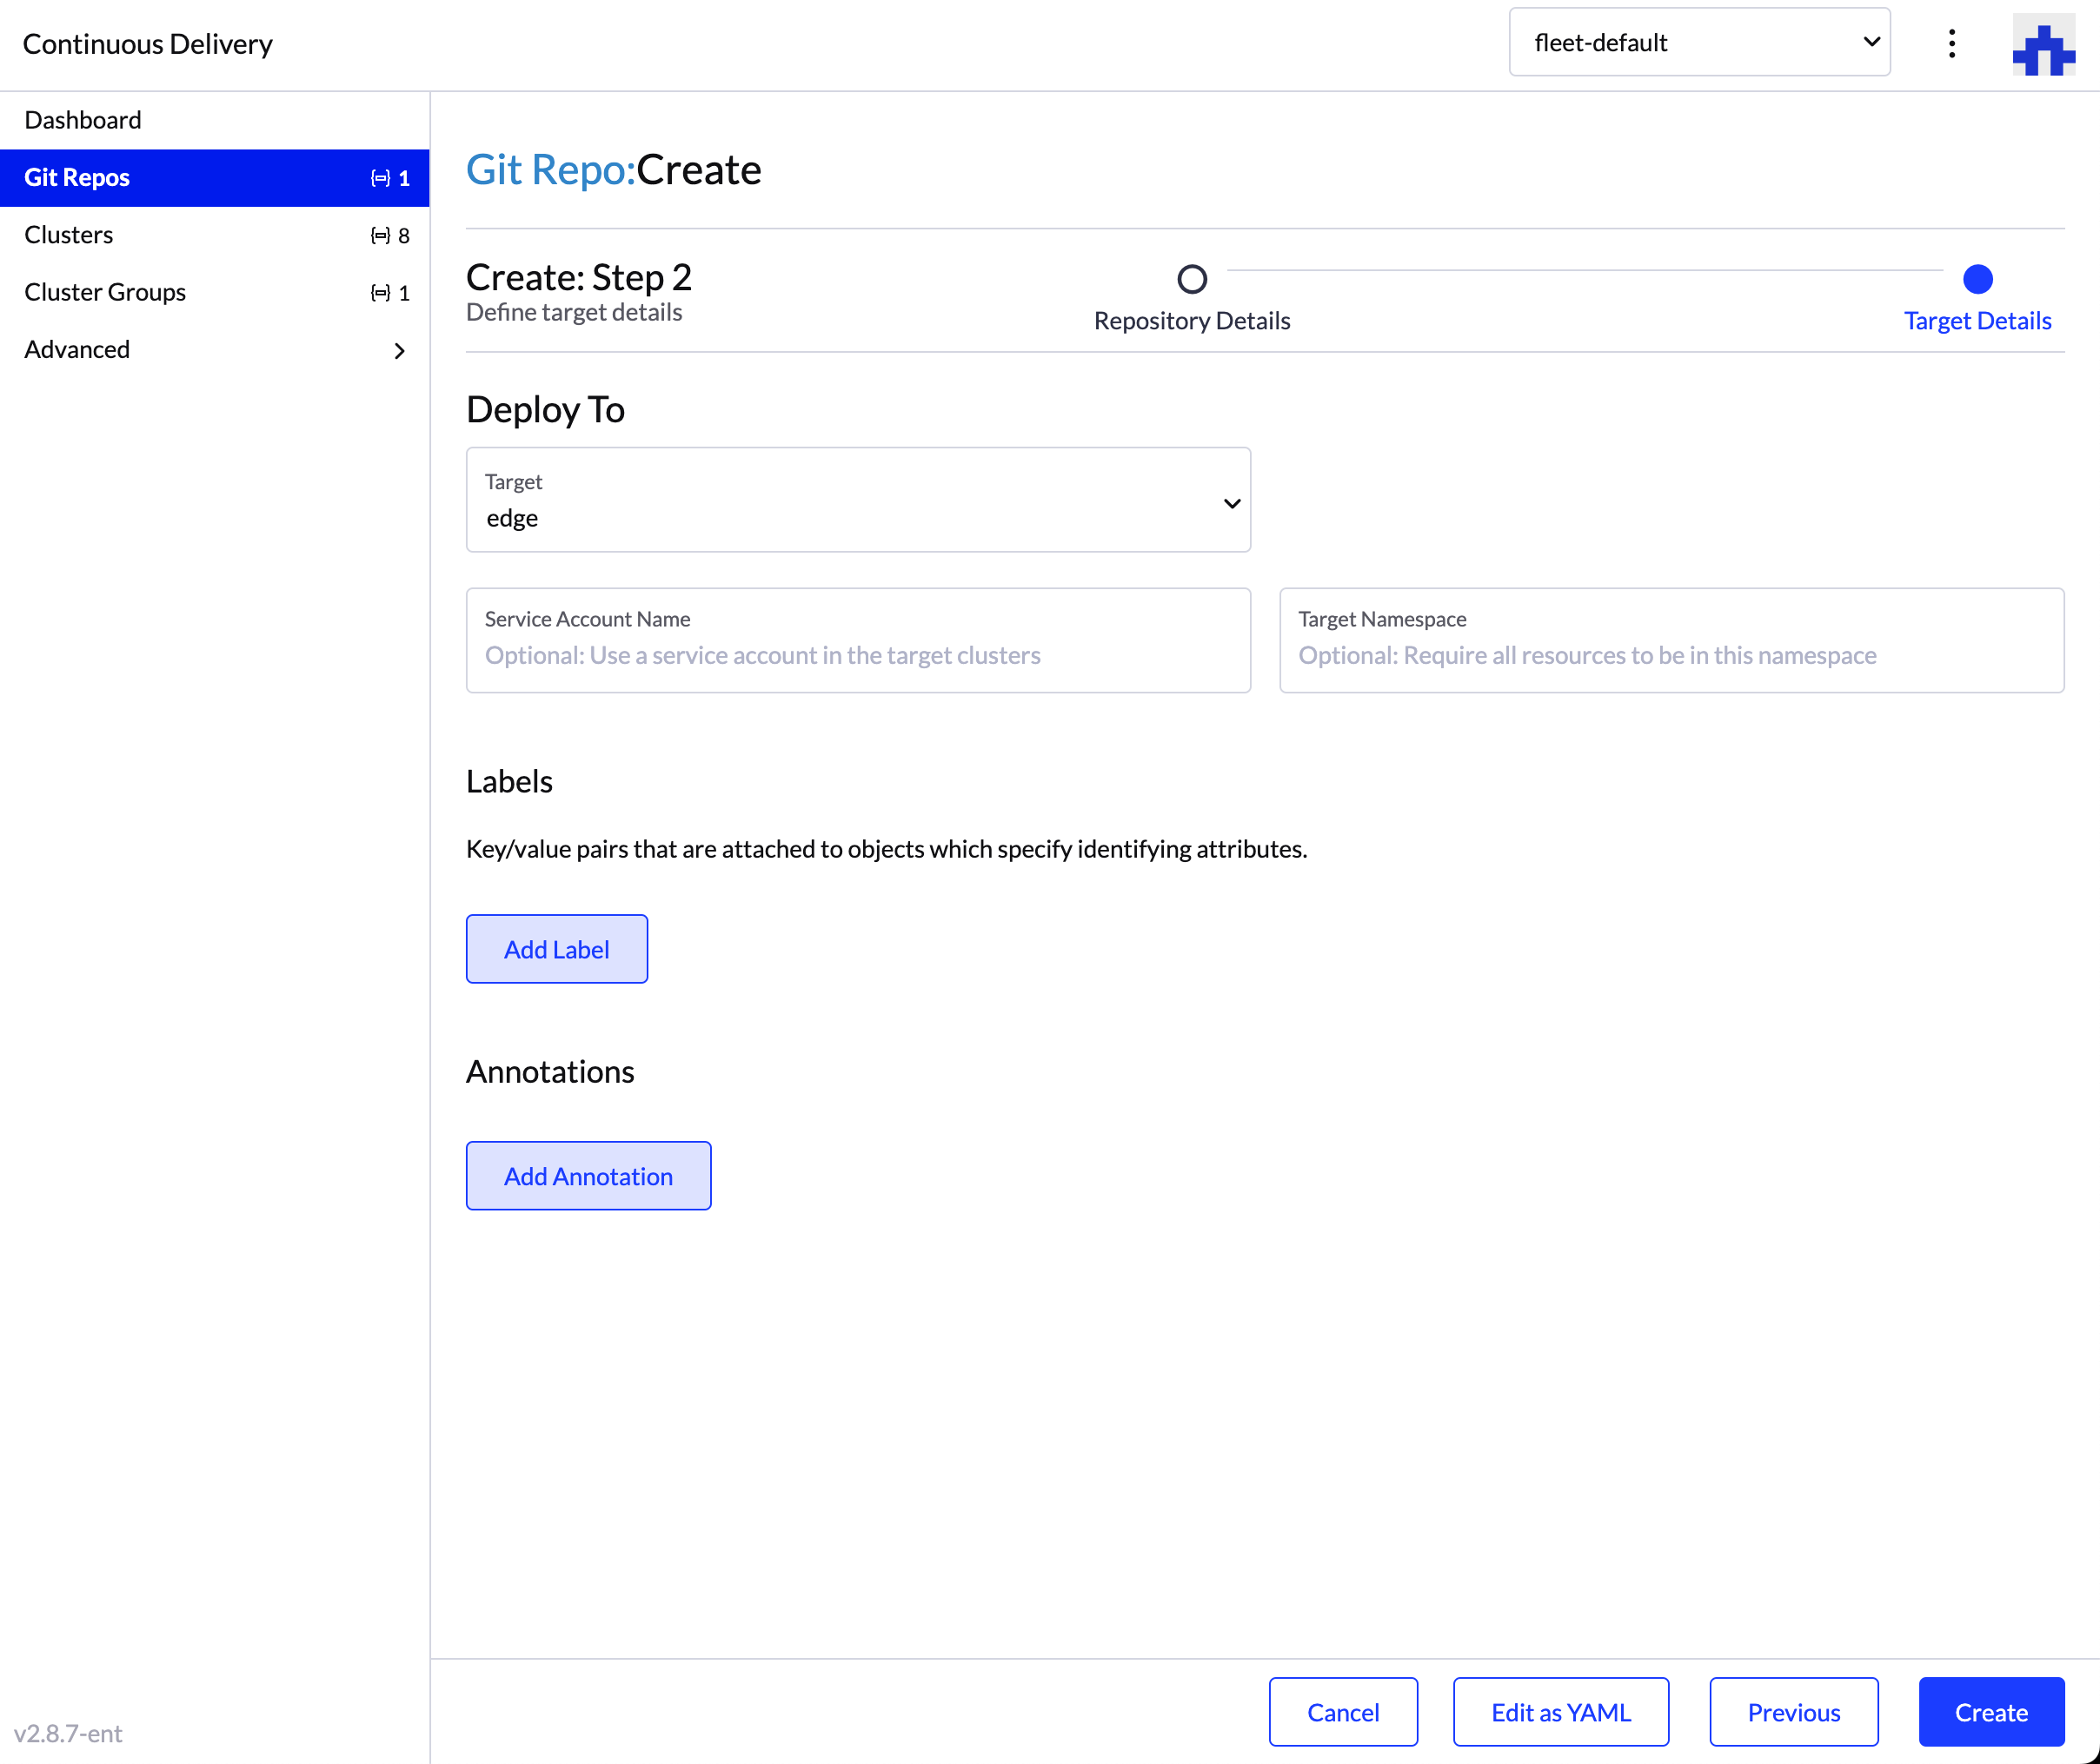 Continuous Delivery
fleet-default
Dashboard
Git Repos 1
Clusters 8
Cluster Groups 1
Advanced
Git Repo:Create
Create: Step 2
Define target details
Repository Details
Target Details
Deploy To
Target
edge
Service Account Name
Optional: Use a service account in the target clusters
Target Namespace
Optional: Require all resources to be in this namespace
Labels
Key/value pairs that are attached to objects which specify identifying attributes.
Add Label
Annotations
Add Annotation
Cancel
Edit as YAML
Previous
Create
v2.8.7-ent